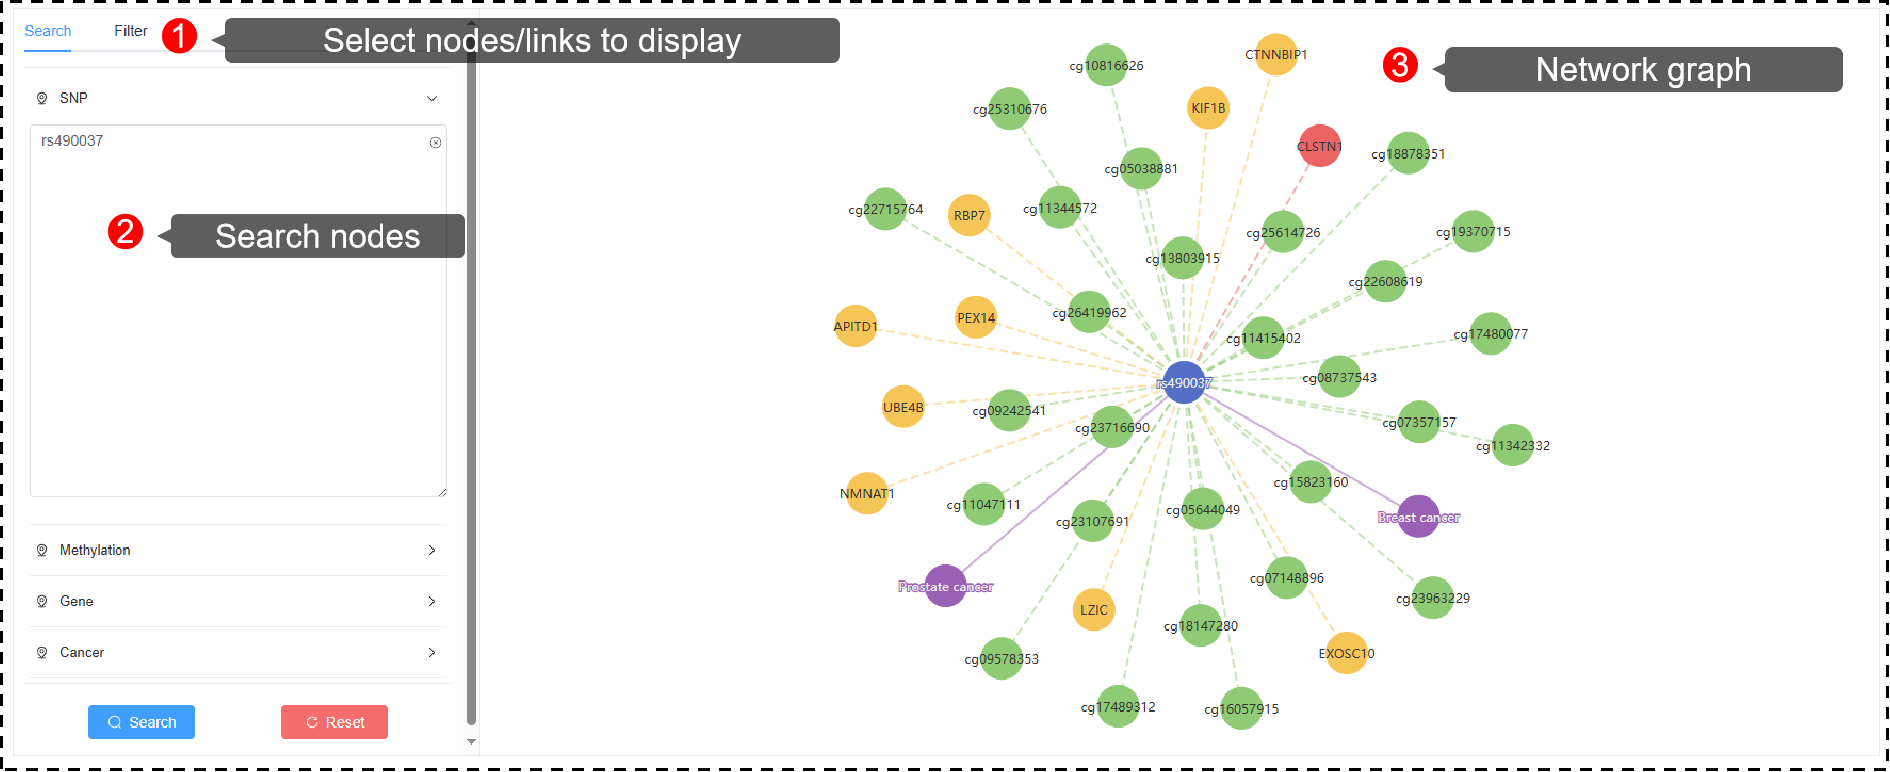 Search
Filter
1
Select nodes/links to display
SNP
rs490037
2
Search nodes
Methylation
Gene
Cancer
Search
Reset
3
Network graph
CTNNBIP1
cg10816626
KIF1B
cg25310676
CLSTN1
cg18878351
cg05038881
cg22715764
RBP7
cg11344572
cg25614726
cg19370715
cg13803915
cg22608619
cg26419962
PEX14
APITD1
cg11415402
cg17480077
cg08737543
rs490037
UBE4B
cg09242541
cg23716690
cg07357157
cg11342332
cg15823160
NMNAT1
cg11047111
cg05644049
cg23107691
Breast cancer
cg07148896
Prostate cancer
cg23963229
LZIC
cg18147280
EXOSC10
cg09578353
cg17489312
cg16057915